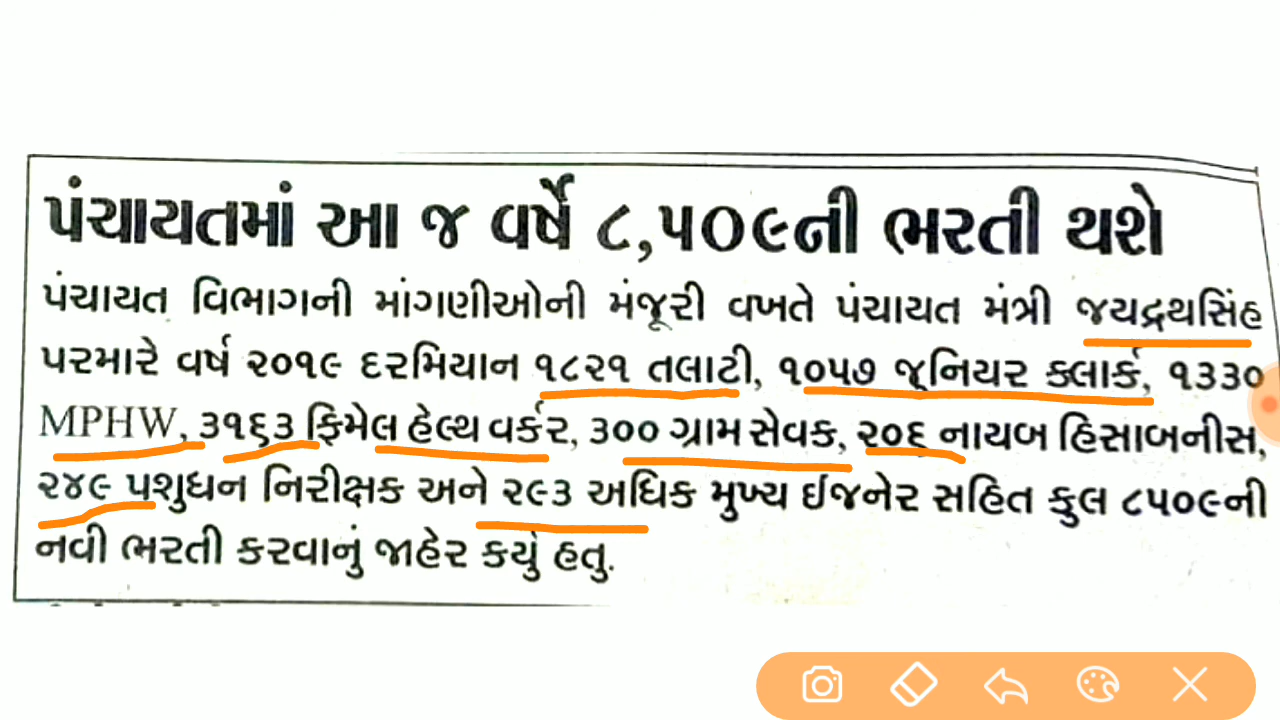 પંચાયતમાં આ જ વર્ષે ૮,૫૦૯ની ભરતી થશે
પંચાયત વિભાગની માંગણીઓની મંજૂરી વખતે પંચાયત મંત્રી જયદ્રથસિંહ
પરમારે વર્ષ ૨૦૧૯ દરમિયાન ૧૮૨૧ તલાટી, ૧૦૫૭ જૂનિયર ક્લાર્ક, ૧૩૩૦
MPHW, ૩૧૬૩ ફિમેલ હેલ્થ વર્કર, ૩૦૦ ગ્રામ સેવક, ૨૦૬ નાયબ હિસાબનીસ,
૨૪૯ પશુધન નિરીક્ષક અને ૨૯૩ અધિક મુખ્ય ઈજનેર સહિત કુલ ૮૫૦૯ની
નવી ભરતી કરવાનું જાહેર કર્યું હતુ.